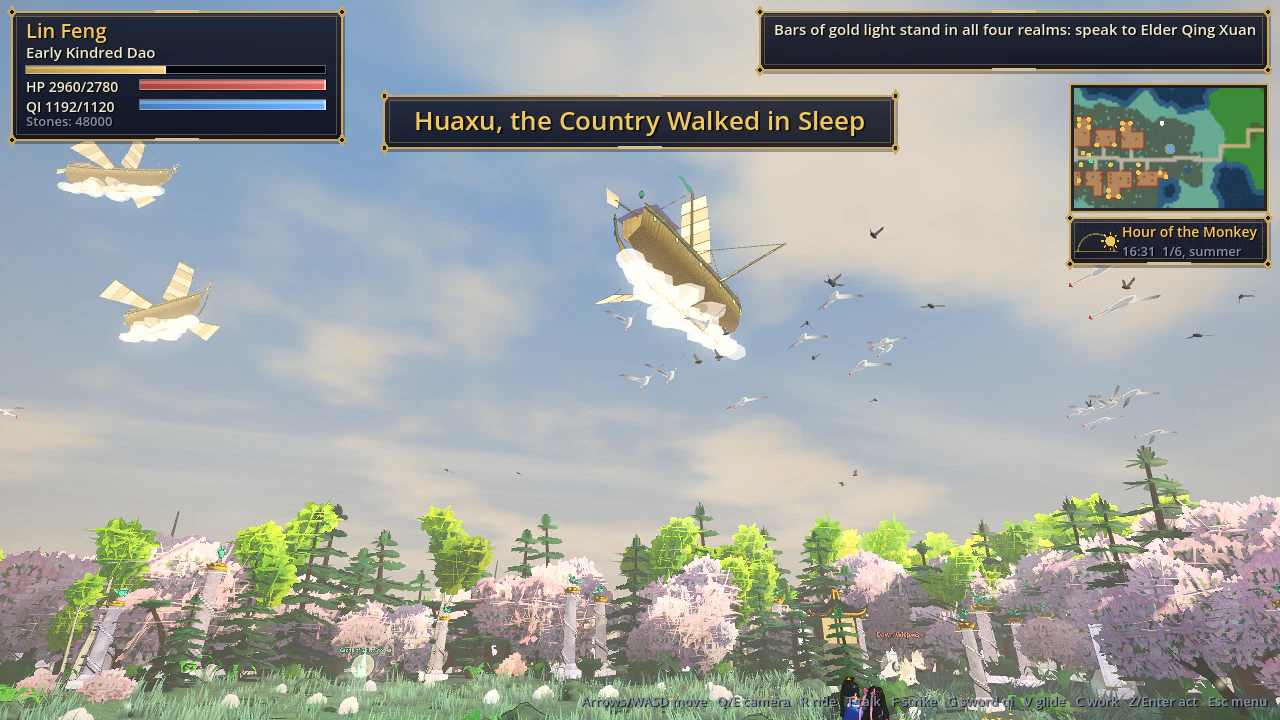 Lin Feng
Early Kindred Dao
HP 2960/2780
QI 1192/1120
Stones: 48000
Bars of gold light stand in all four realms: speak to Elder Qing Xuan
Huaxu, the Country Walked in Sleep
Hour of the Monkey
16:31 1/6, summer
Arrows/WASD move Q/E camera R ride T talk F strike G sword qi V glide C work Z/Enter act Esc menu